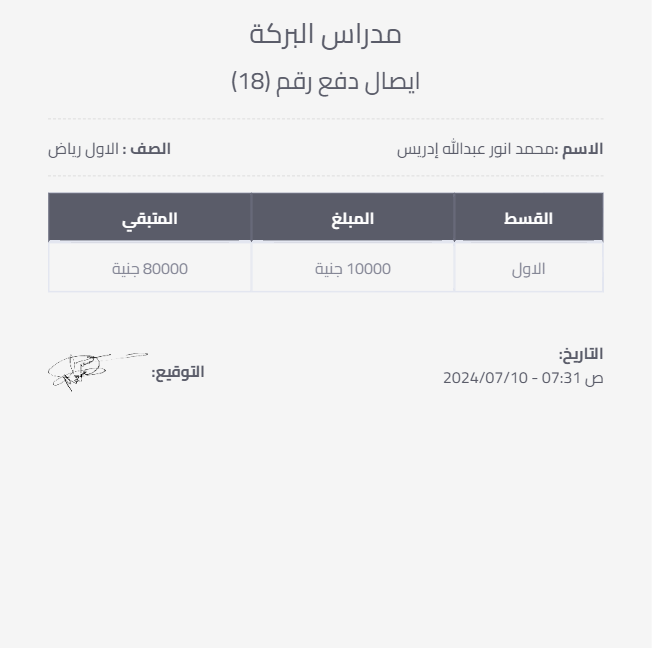 مدراس البركة
ايصال دفع رقم (18)
الاسم :محمد انور عبدالله إدريس الصف : الاول رياض
القسط المبلغ المتبقي
الاول 10000 جنية 80000 جنية
التاريخ:
التوقيع:
2024/07/10 - 07:31 ص